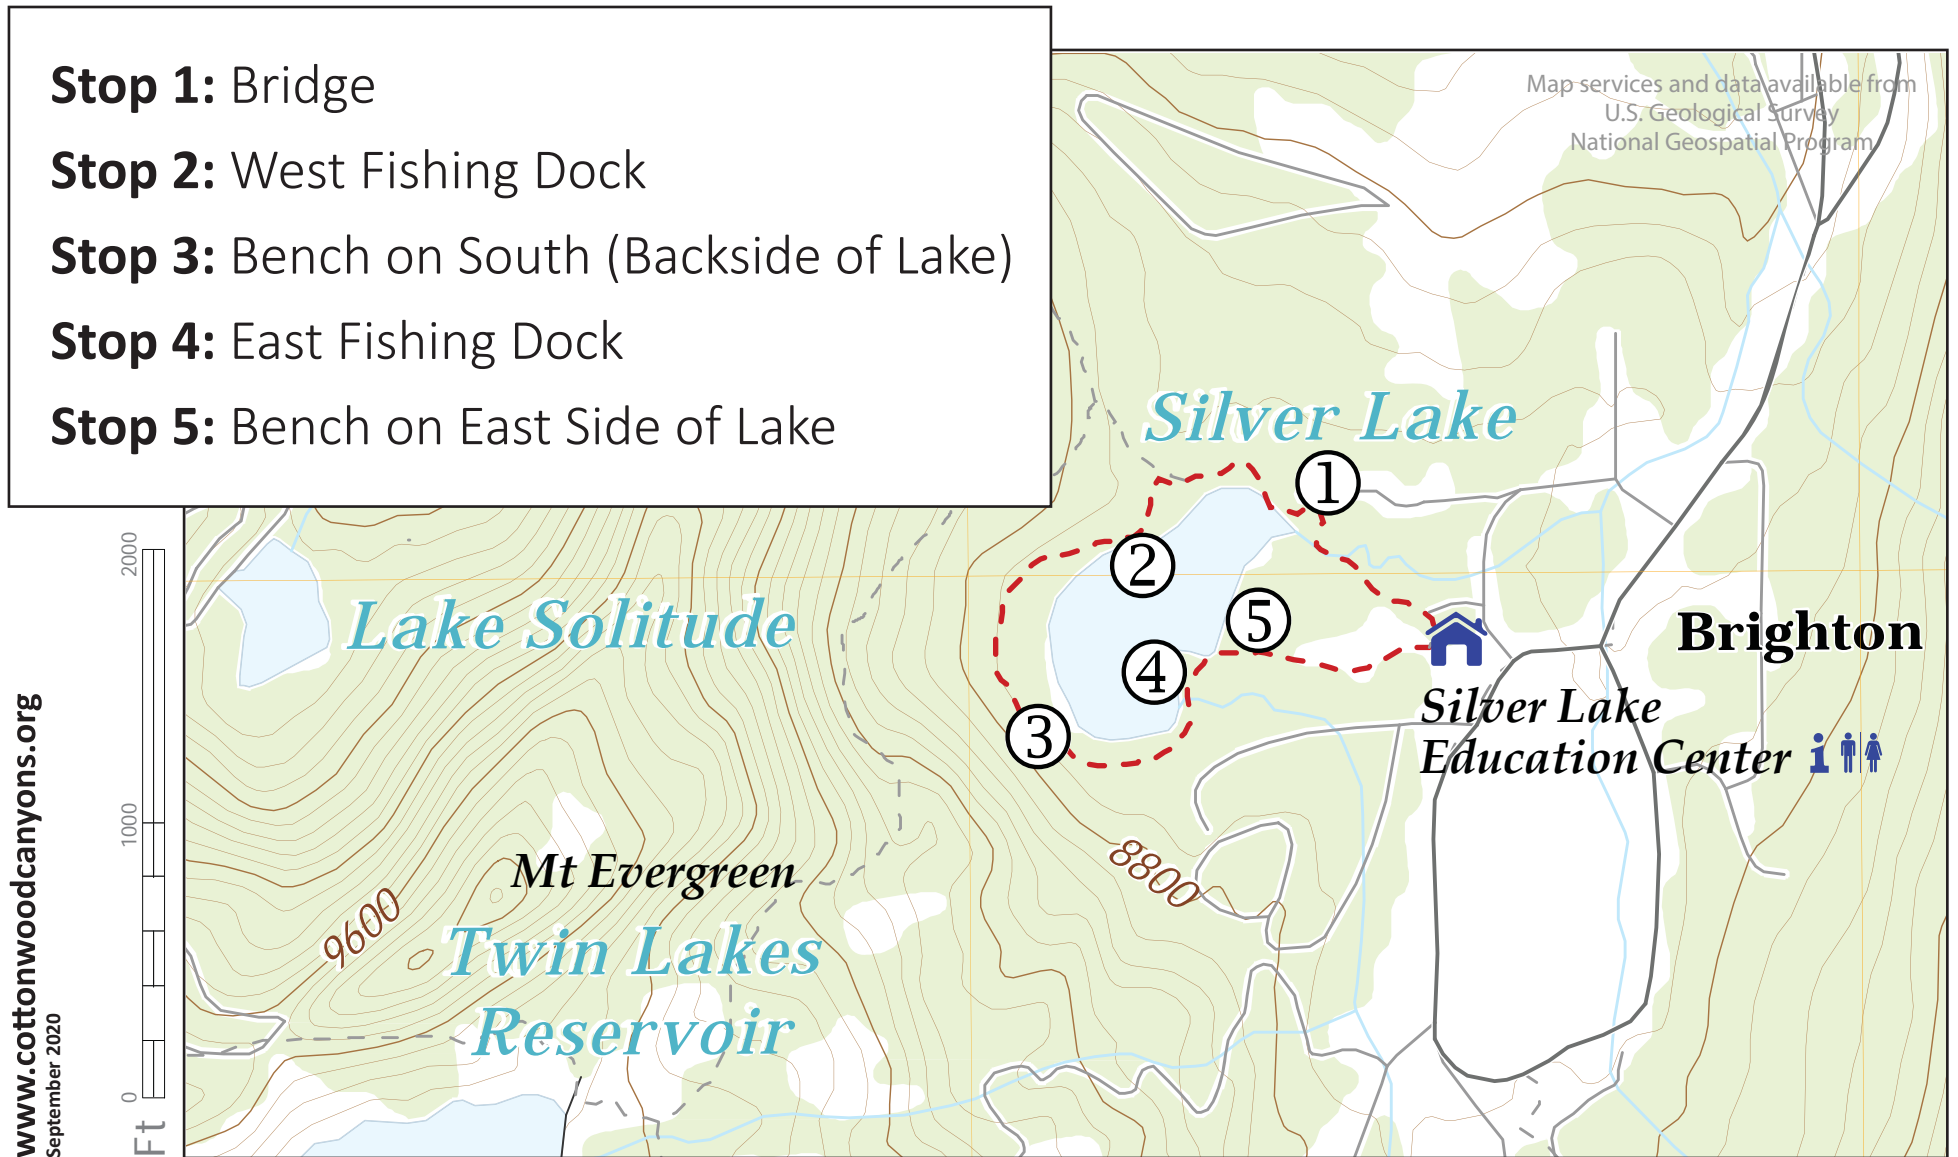 Stop 1: Bridge
Stop 2: West Fishing Dock
Stop 3: Bench on South (Backside of Lake)
Stop 4: East Fishing Dock
Stop 5: Bench on East Side of Lake
Map services and data available from
U.S. Geological Survey
National Geospatial Program
Silver Lake
1
2
3
4
5
Lake Solitude
Brighton
Silver Lake
Education Center
Mt Evergreen
8800
9600
Twin Lakes
Reservoir
2000
1000
0
Ft
www.cottonwoodcanyons.org
September 2020